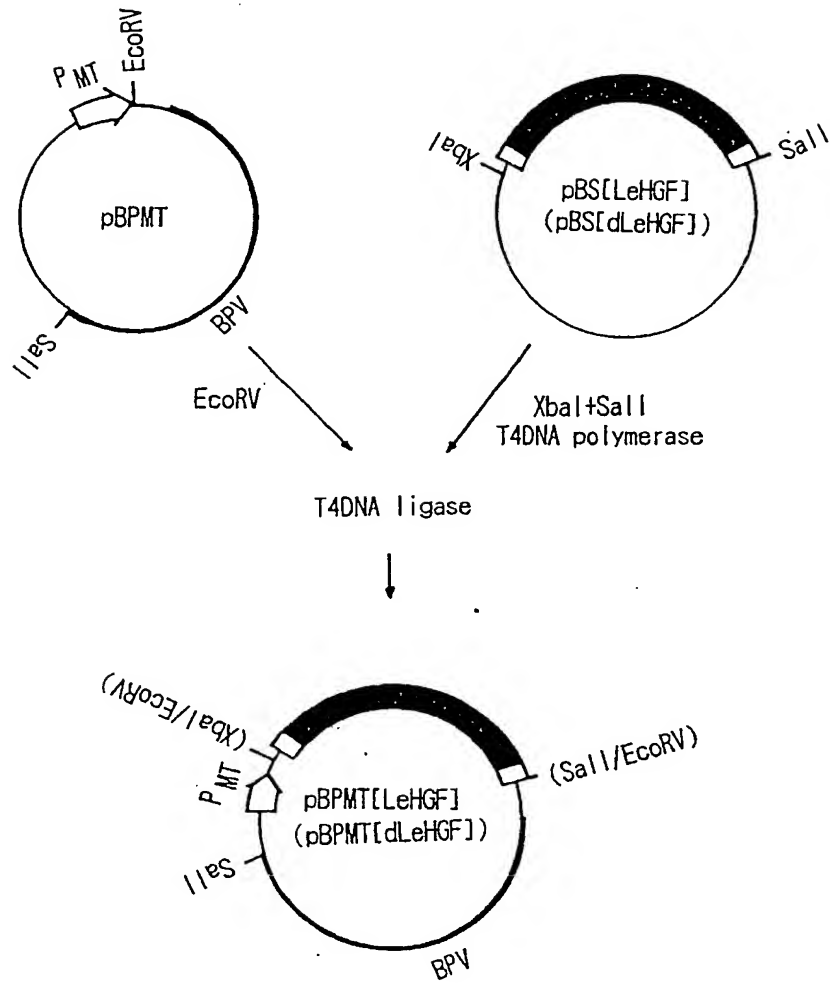 P MT
EcoRV
pBPMT
SalI
BPV
XbaI
SalI
pBS[LeHGF]
(pBS[dLeHGF])
EcoRV
XbaI+SalI
T4DNA polymerase
T4DNA ligase
(XbaI/EcoRV)
P MT
SalI
(SalI/EcoRV)
pBPMT[LeHGF]
(pBPMT[dLeHGF])
BPV